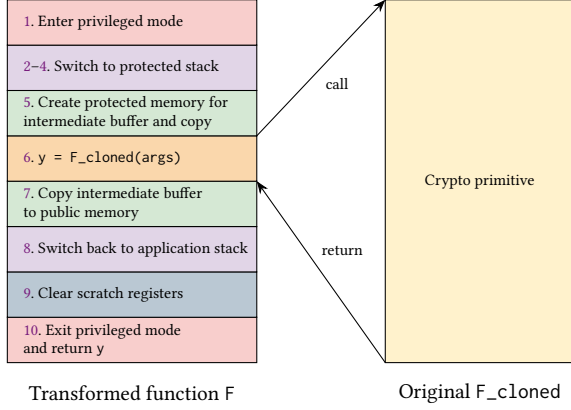 1. Enter privileged mode
2–4. Switch to protected stack
5. Create protected memory for
intermediate buffer and copy
6. y = F_cloned(args)
7. Copy intermediate buffer
to public memory
8. Switch back to application stack
9. Clear scratch registers
10. Exit privileged mode
and return y
call
return
Crypto primitive
Transformed function F
Original F_cloned